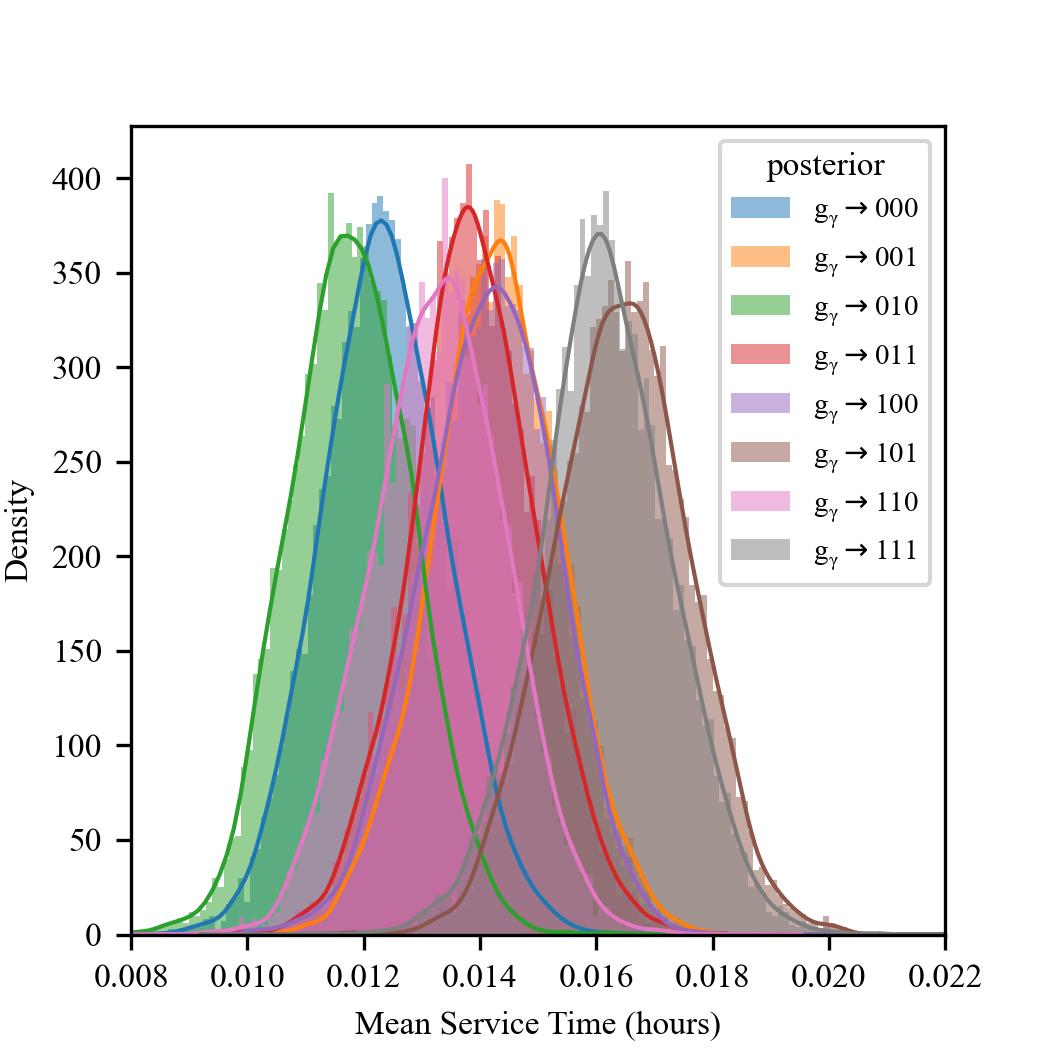 posterior
gᵧ → 000
gᵧ → 001
gᵧ → 010
gᵧ → 011
gᵧ → 100
gᵧ → 101
gᵧ → 110
gᵧ → 111
400
350
300
250
200
150
100
50
0
Density
0.008 0.010 0.012 0.014 0.016 0.018 0.020 0.022
Mean Service Time (hours)